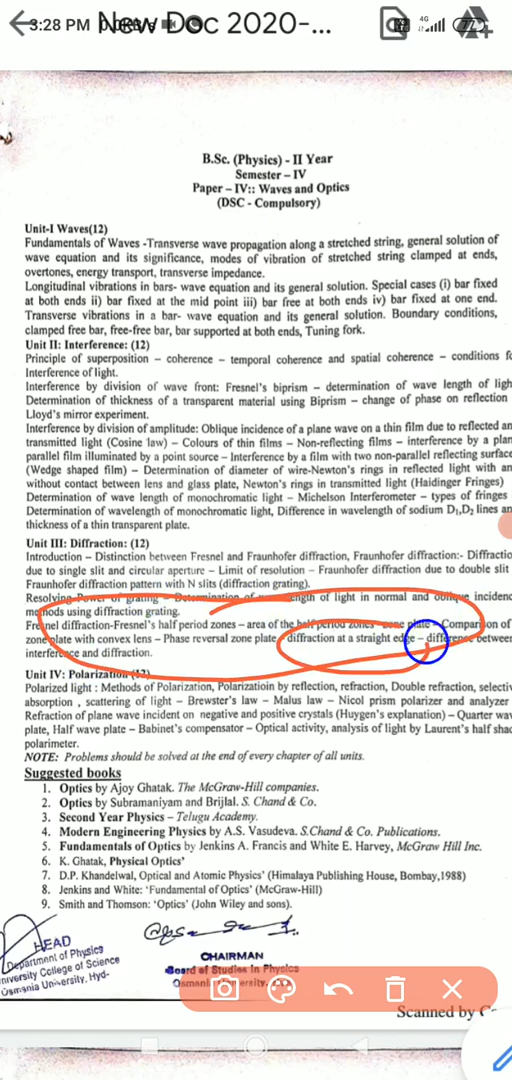 3:28 PM
New Doc 2020-...
4G
77
B.Sc. (Physics) - II Year
Semester – IV
Paper – IV:: Waves and Optics
(DSC - Compulsory)
Unit-I Waves(12)
Fundamentals of Waves -Transverse wave propagation along a stretched string, general solution of
wave equation and its significance, modes of vibration of stretched string clamped at ends,
overtones, energy transport, transverse impedance.
Longitudinal vibrations in bars- wave equation and its general solution. Special cases (i) bar fixed
at both ends ii) bar fixed at the mid point iii) bar free at both ends iv) bar fixed at one end.
Transverse vibrations in a bar- wave equation and its general solution. Boundary conditions,
clamped free bar, free-free bar, bar supported at both ends, Tuning fork.
Unit II: Interference: (12)
Principle of superposition – coherence – temporal coherence and spatial coherence – conditions fo
Interference of light.
Interference by division of wave front: Fresnel's biprism – determination of wave length of ligh
Determination of thickness of a transparent material using Biprism – change of phase on reflection
Lloyd's mirror experiment.
Interference by division of amplitude: Oblique incidence of a plane wave on a thin film due to reflected an
transmitted light (Cosine law) – Colours of thin films – Non-reflecting films – interference by a plan
parallel film illuminated by a point source – Interference by a film with two non-parallel reflecting surface
(Wedge shaped film) – Determination of diameter of wire-Newton's rings in reflected light with an
without contact between lens and glass plate, Newton's rings in transmitted light (Haidinger Fringes)
Determination of wave length of monochromatic light – Michelson Interferometer – types of fringes
Determination of wavelength of monochromatic light, Difference in wavelength of sodium D₁,D₂ lines an
thickness of a thin transparent plate.
Unit III: Diffraction: (12)
Introduction – Distinction between Fresnel and Fraunhofer diffraction, Fraunhofer diffraction:- Diffractio
due to single slit and circular aperture – Limit of resolution – Fraunhofer diffraction due to double slit
Fraunhofer diffraction pattern with N slits (diffraction grating).
Resolving Power of grating – Determination of wave length of light in normal and oblique incidenc
methods using diffraction grating.
Fresnel diffraction-Fresnel's half period zones – area of the half period zones –zone plate – Comparison of
zone plate with convex lens – Phase reversal zone plate, diffraction at a straight edge – difference between
interference and diffraction.
Unit IV: Polarization (12)
Polarized light : Methods of Polarization, Polarizatioin by reflection, refraction, Double refraction, selectiv
absorption , scattering of light – Brewster's law – Malus law – Nicol prism polarizer and analyzer
Refraction of plane wave incident on negative and positive crystals (Huygen's explanation) – Quarter wav
plate, Half wave plate – Babinet's compensator – Optical activity, analysis of light by Laurent's half shad
polarimeter.
NOTE: Problems should be solved at the end of every chapter of all units.
Suggested books
1. Optics by Ajoy Ghatak. The McGraw-Hill companies.
2. Optics by Subramaniyam and Brijlal. S. Chand & Co.
3. Second Year Physics – Telugu Academy.
4. Modern Engineering Physics by A.S. Vasudeva. S.Chand & Co. Publications.
5. Fundamentals of Optics by Jenkins A. Francis and White E. Harvey, McGraw Hill Inc.
6. K. Ghatak, Physical Optics'
7. D.P. Khandelwal, Optical and Atomic Physics' (Himalaya Publishing House, Bombay,1988)
8. Jenkins and White: 'Fundamental of Optics' (McGraw-Hill)
9. Smith and Thomson: 'Optics' (John Wiley and sons).
HEAD
Department of Physics
niversity College of Science
Osmania University, Hyd-
CHAIRMAN
Board of Studies in Physics
Scanned by C